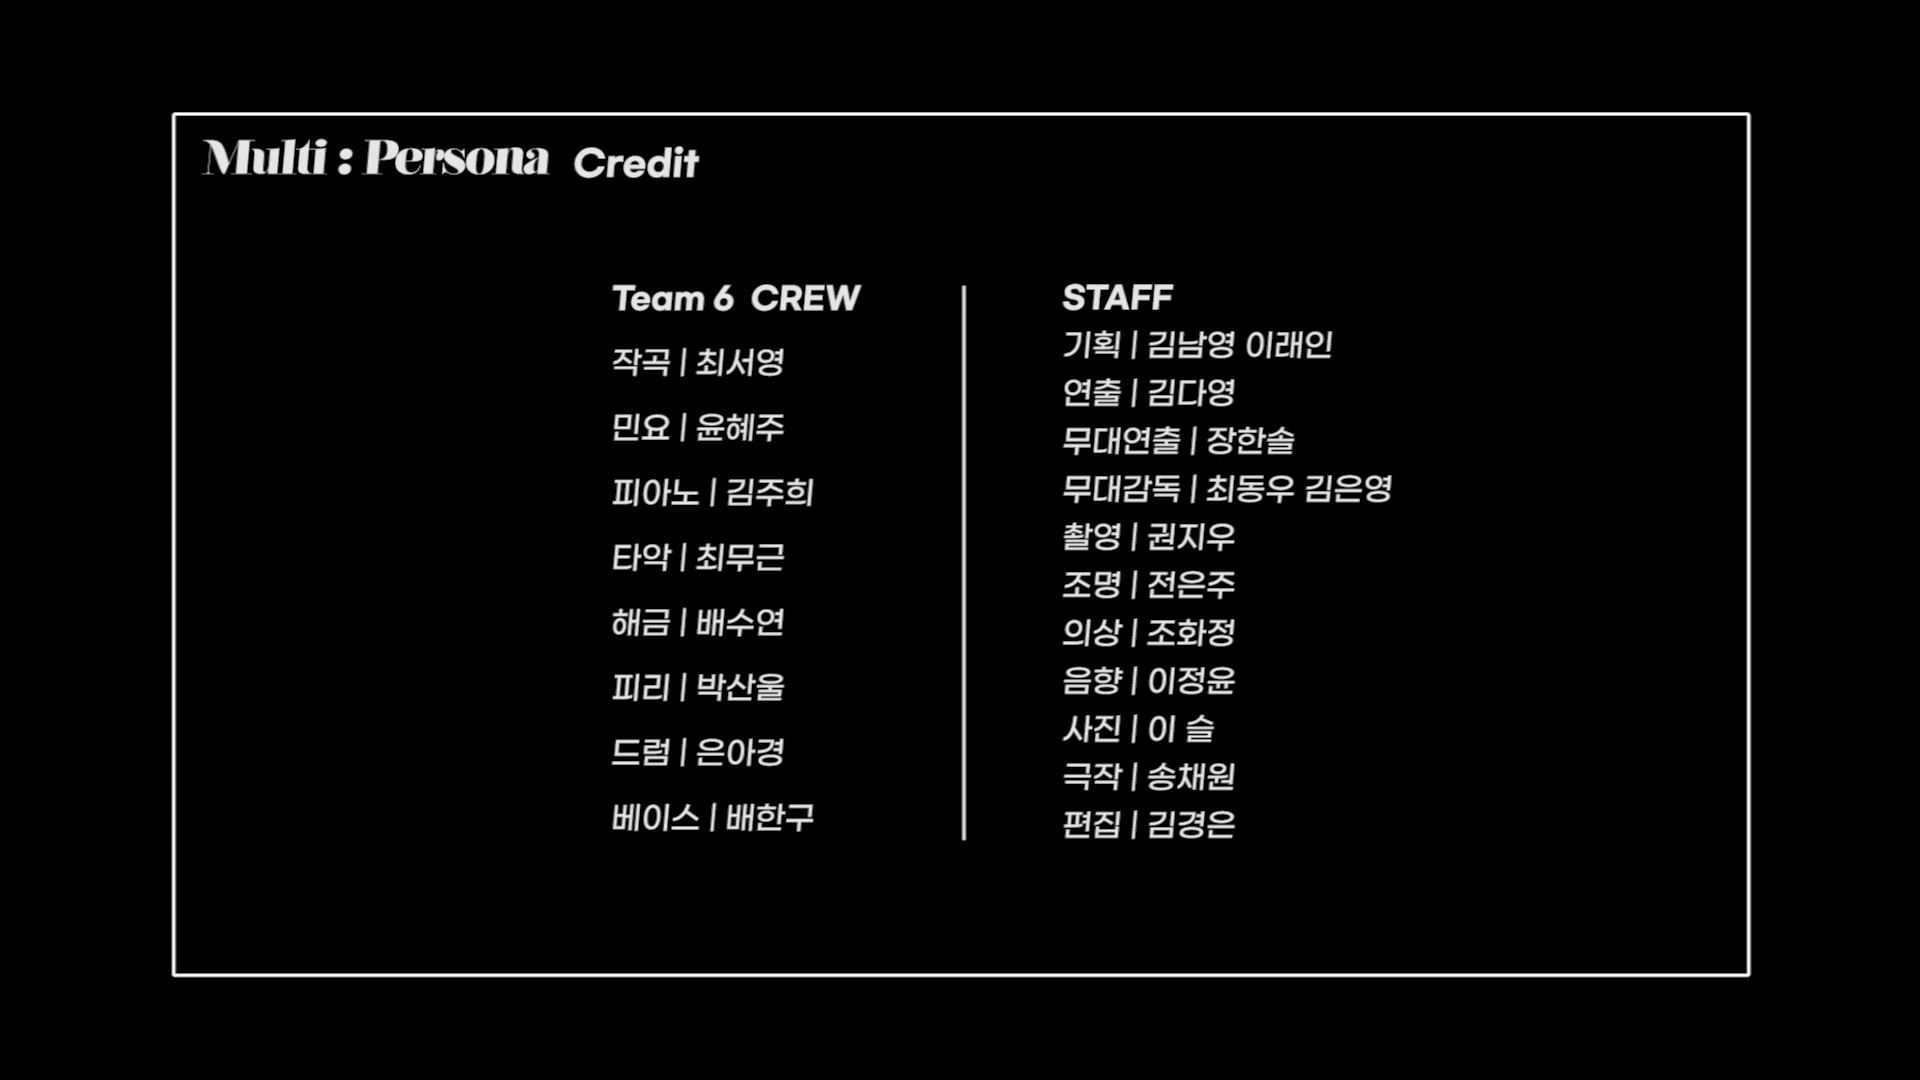 Multi : Persona Credit
Team 6 CREW
작곡 | 최서영
민요 | 윤혜주
피아노 | 김주희
타악 | 최무근
해금 | 배수연
피리 | 박산울
드럼 | 은아경
베이스 | 배한구
STAFF
기획 | 김남영 이래인
연출 | 김다영
무대연출 | 장한솔
무대감독 | 최동우 김은영
촬영 | 권지우
조명 | 전은주
의상 | 조화정
음향 | 이정윤
사진 | 이 슬
극작 | 송채원
편집 | 김경은